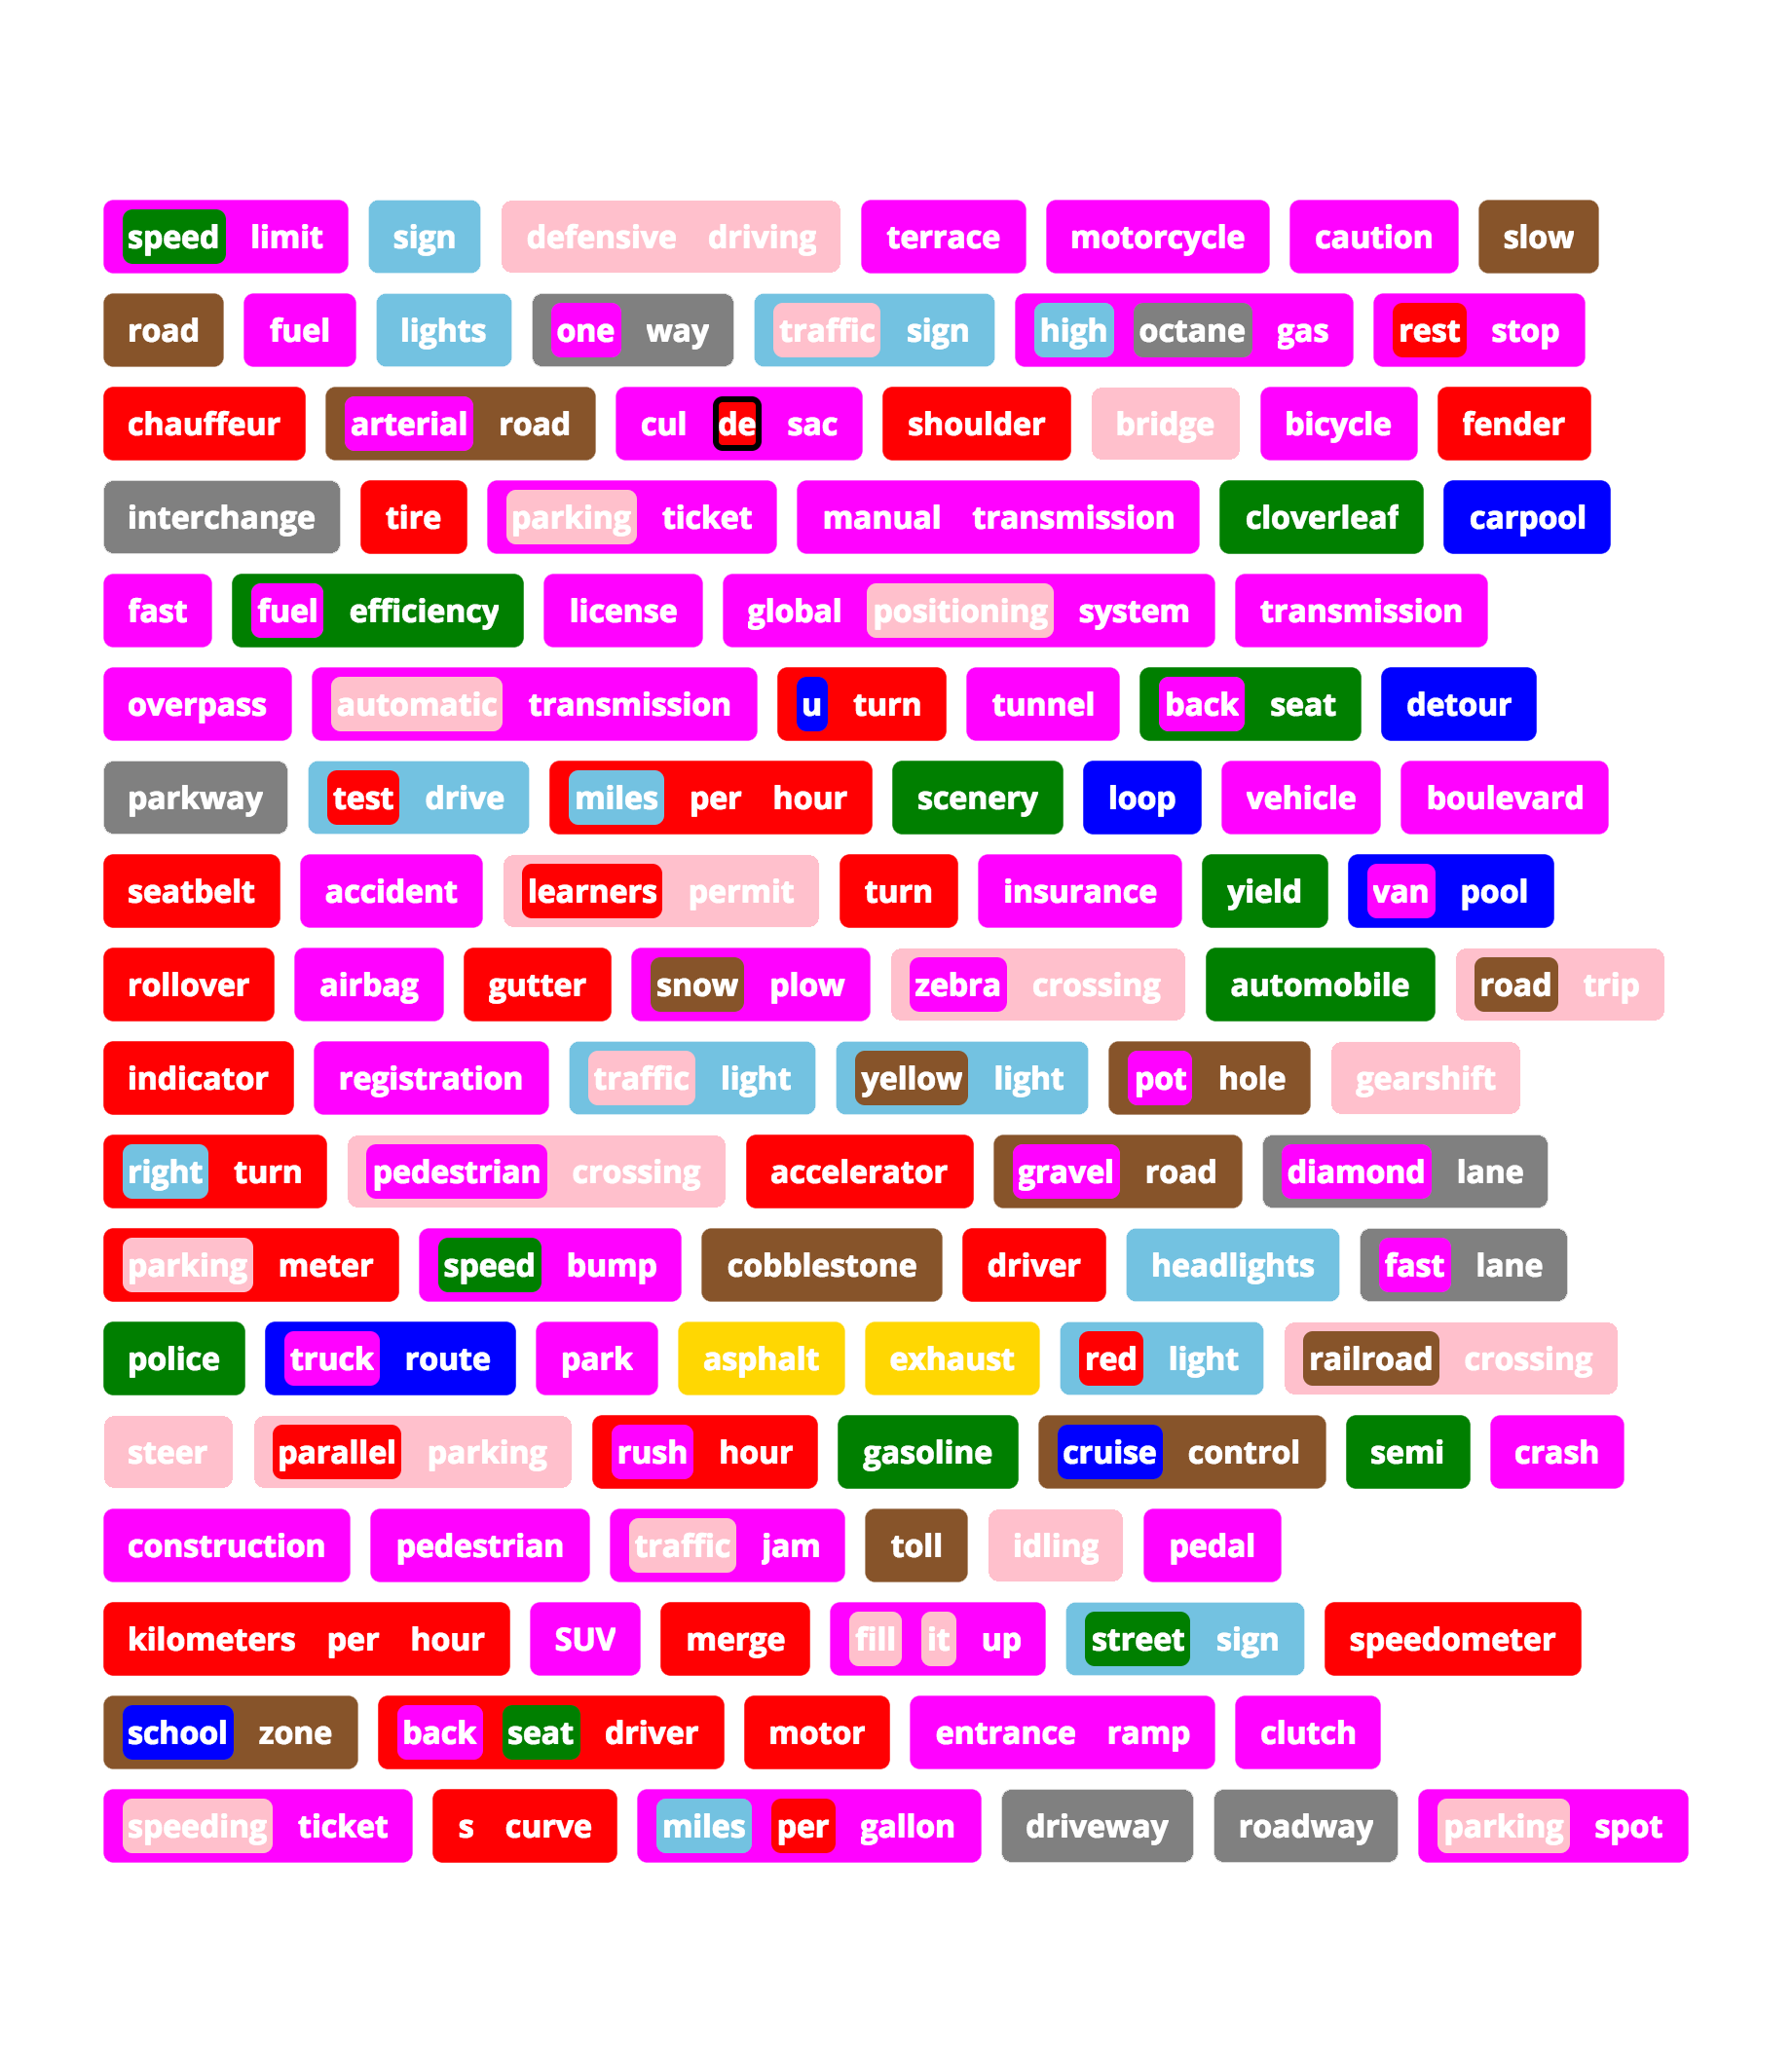 speed limit sign defensive driving terrace motorcycle caution slow
road fuel lights one way traffic sign high octane gas rest stop
chauffeur arterial road cul de sac shoulder bridge bicycle fender
interchange tire parking ticket manual transmission cloverleaf carpool
fast fuel efficiency license global positioning system transmission
overpass automatic transmission u turn tunnel back seat detour
parkway test drive miles per hour scenery loop vehicle boulevard
seatbelt accident learners permit turn insurance yield van pool
rollover airbag gutter snow plow zebra crossing automobile road trip
indicator registration traffic light yellow light pot hole gearshift
right turn pedestrian crossing accelerator gravel road diamond lane
parking meter speed bump cobblestone driver headlights fast lane
police truck route park asphalt exhaust red light railroad crossing
steer parallel parking rush hour gasoline cruise control semi crash
construction pedestrian traffic jam toll idling pedal
kilometers per hour SUV merge fill it up street sign speedometer
school zone back seat driver motor entrance ramp clutch
speeding ticket s curve miles per gallon driveway roadway parking spot